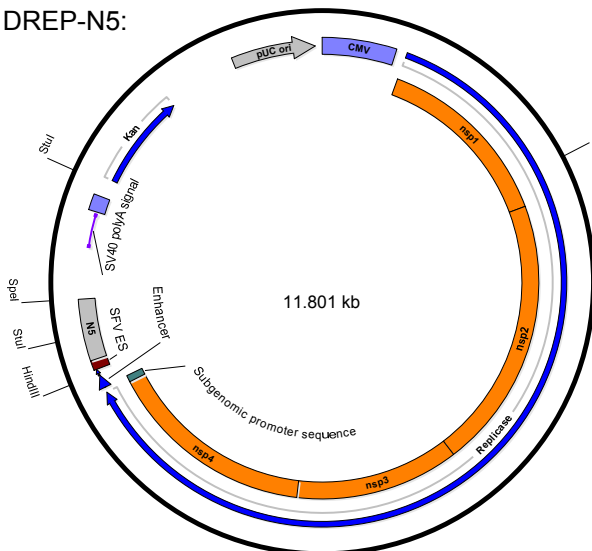 DREP-N5:
pUC ori
CMV
Kan
nsp1
StuI
SV40 polyA signal
SpeI
N5
SFV ES
Enhancer
11.801 kb
nsp2
StuI
HindIII
Subgenomic promoter sequence
Replicase
nsp4
nsp3